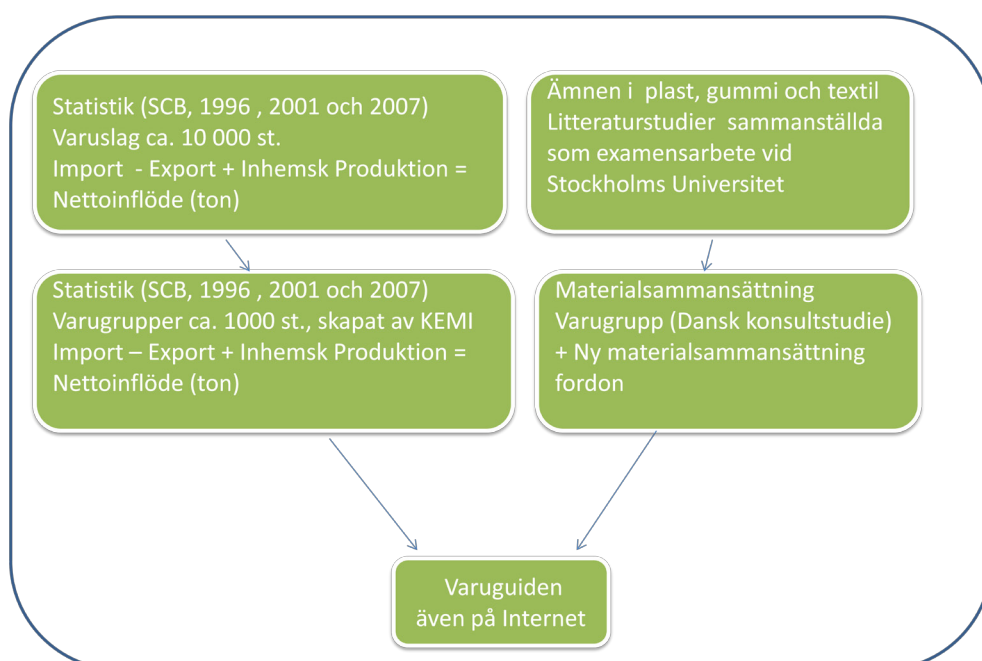 Statistik (SCB, 1996 , 2001 och 2007)
Varuslag ca. 10 000 st.
Import  - Export + Inhemsk Produktion =
Nettoinflöde (ton)
Ämnen i  plast, gummi och textil
Litteraturstudier  sammanställda
som examensarbete vid
Stockholms Universitet
Statistik (SCB, 1996 , 2001 och 2007)
Varugrupper ca. 1000 st., skapat av KEMI
Import – Export + Inhemsk Produktion =
Nettoinflöde (ton)
Materialsammansättning
Varugrupp (Dansk konsultstudie)
+ Ny materialsammansättning
fordon
Varuguiden
även på Internet